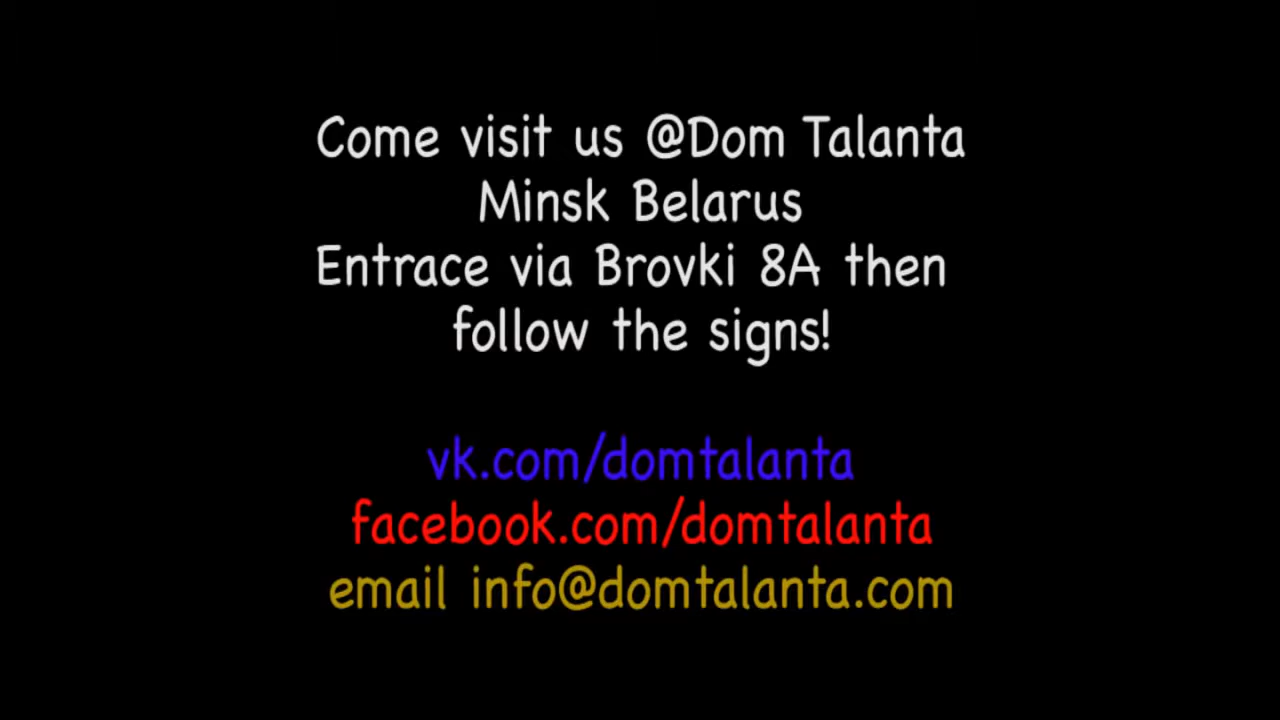 Come visit us @Dom Talanta
Minsk Belarus
Entrace via Brovki 8A then
follow the signs!
vk.com/domtalanta
facebook.com/domtalanta
email info@domtalanta.com